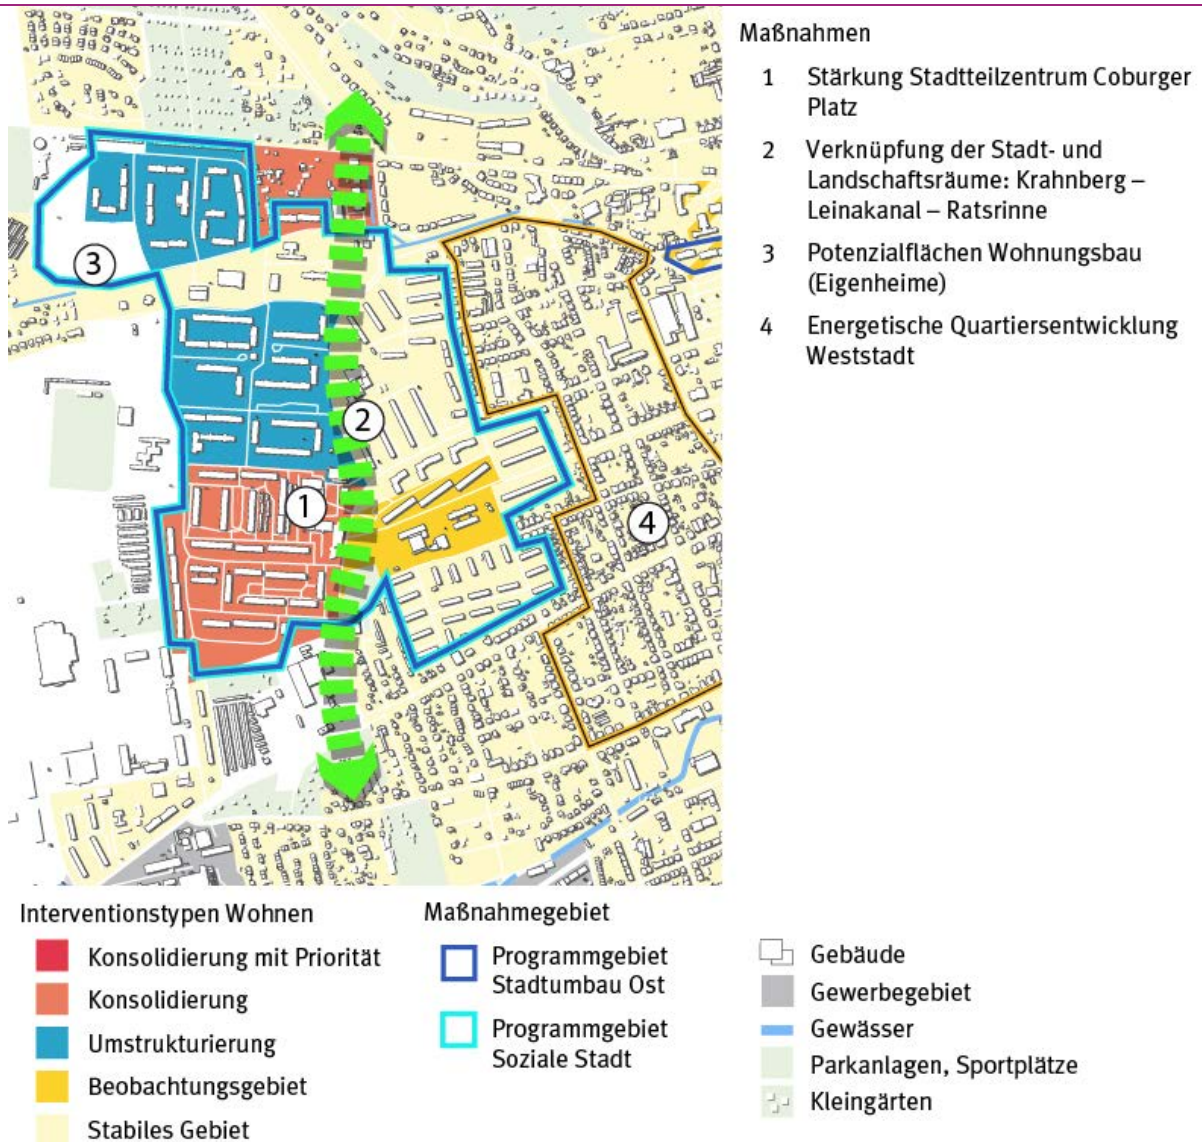 Maßnahmen
1 Stärkung Stadtteilzentrum Coburger
Platz
2 Verknüpfung der Stadt- und
Landschaftsräume: Krahnberg –
Leinakanal – Ratsrinne
3 Potenzialflächen Wohnungsbau
(Eigenheime)
4 Energetische Quartiersentwicklung
Weststadt
3
2
1
4
Interventionstypen Wohnen
Konsolidierung mit Priorität
Konsolidierung
Umstrukturierung
Beobachtungsgebiet
Stabiles Gebiet
Maßnahmegebiet
Programmgebiet
Stadtumbau Ost
Programmgebiet
Soziale Stadt
Gebäude
Gewerbegebiet
Gewässer
Parkanlagen, Sportplätze
Kleingärten